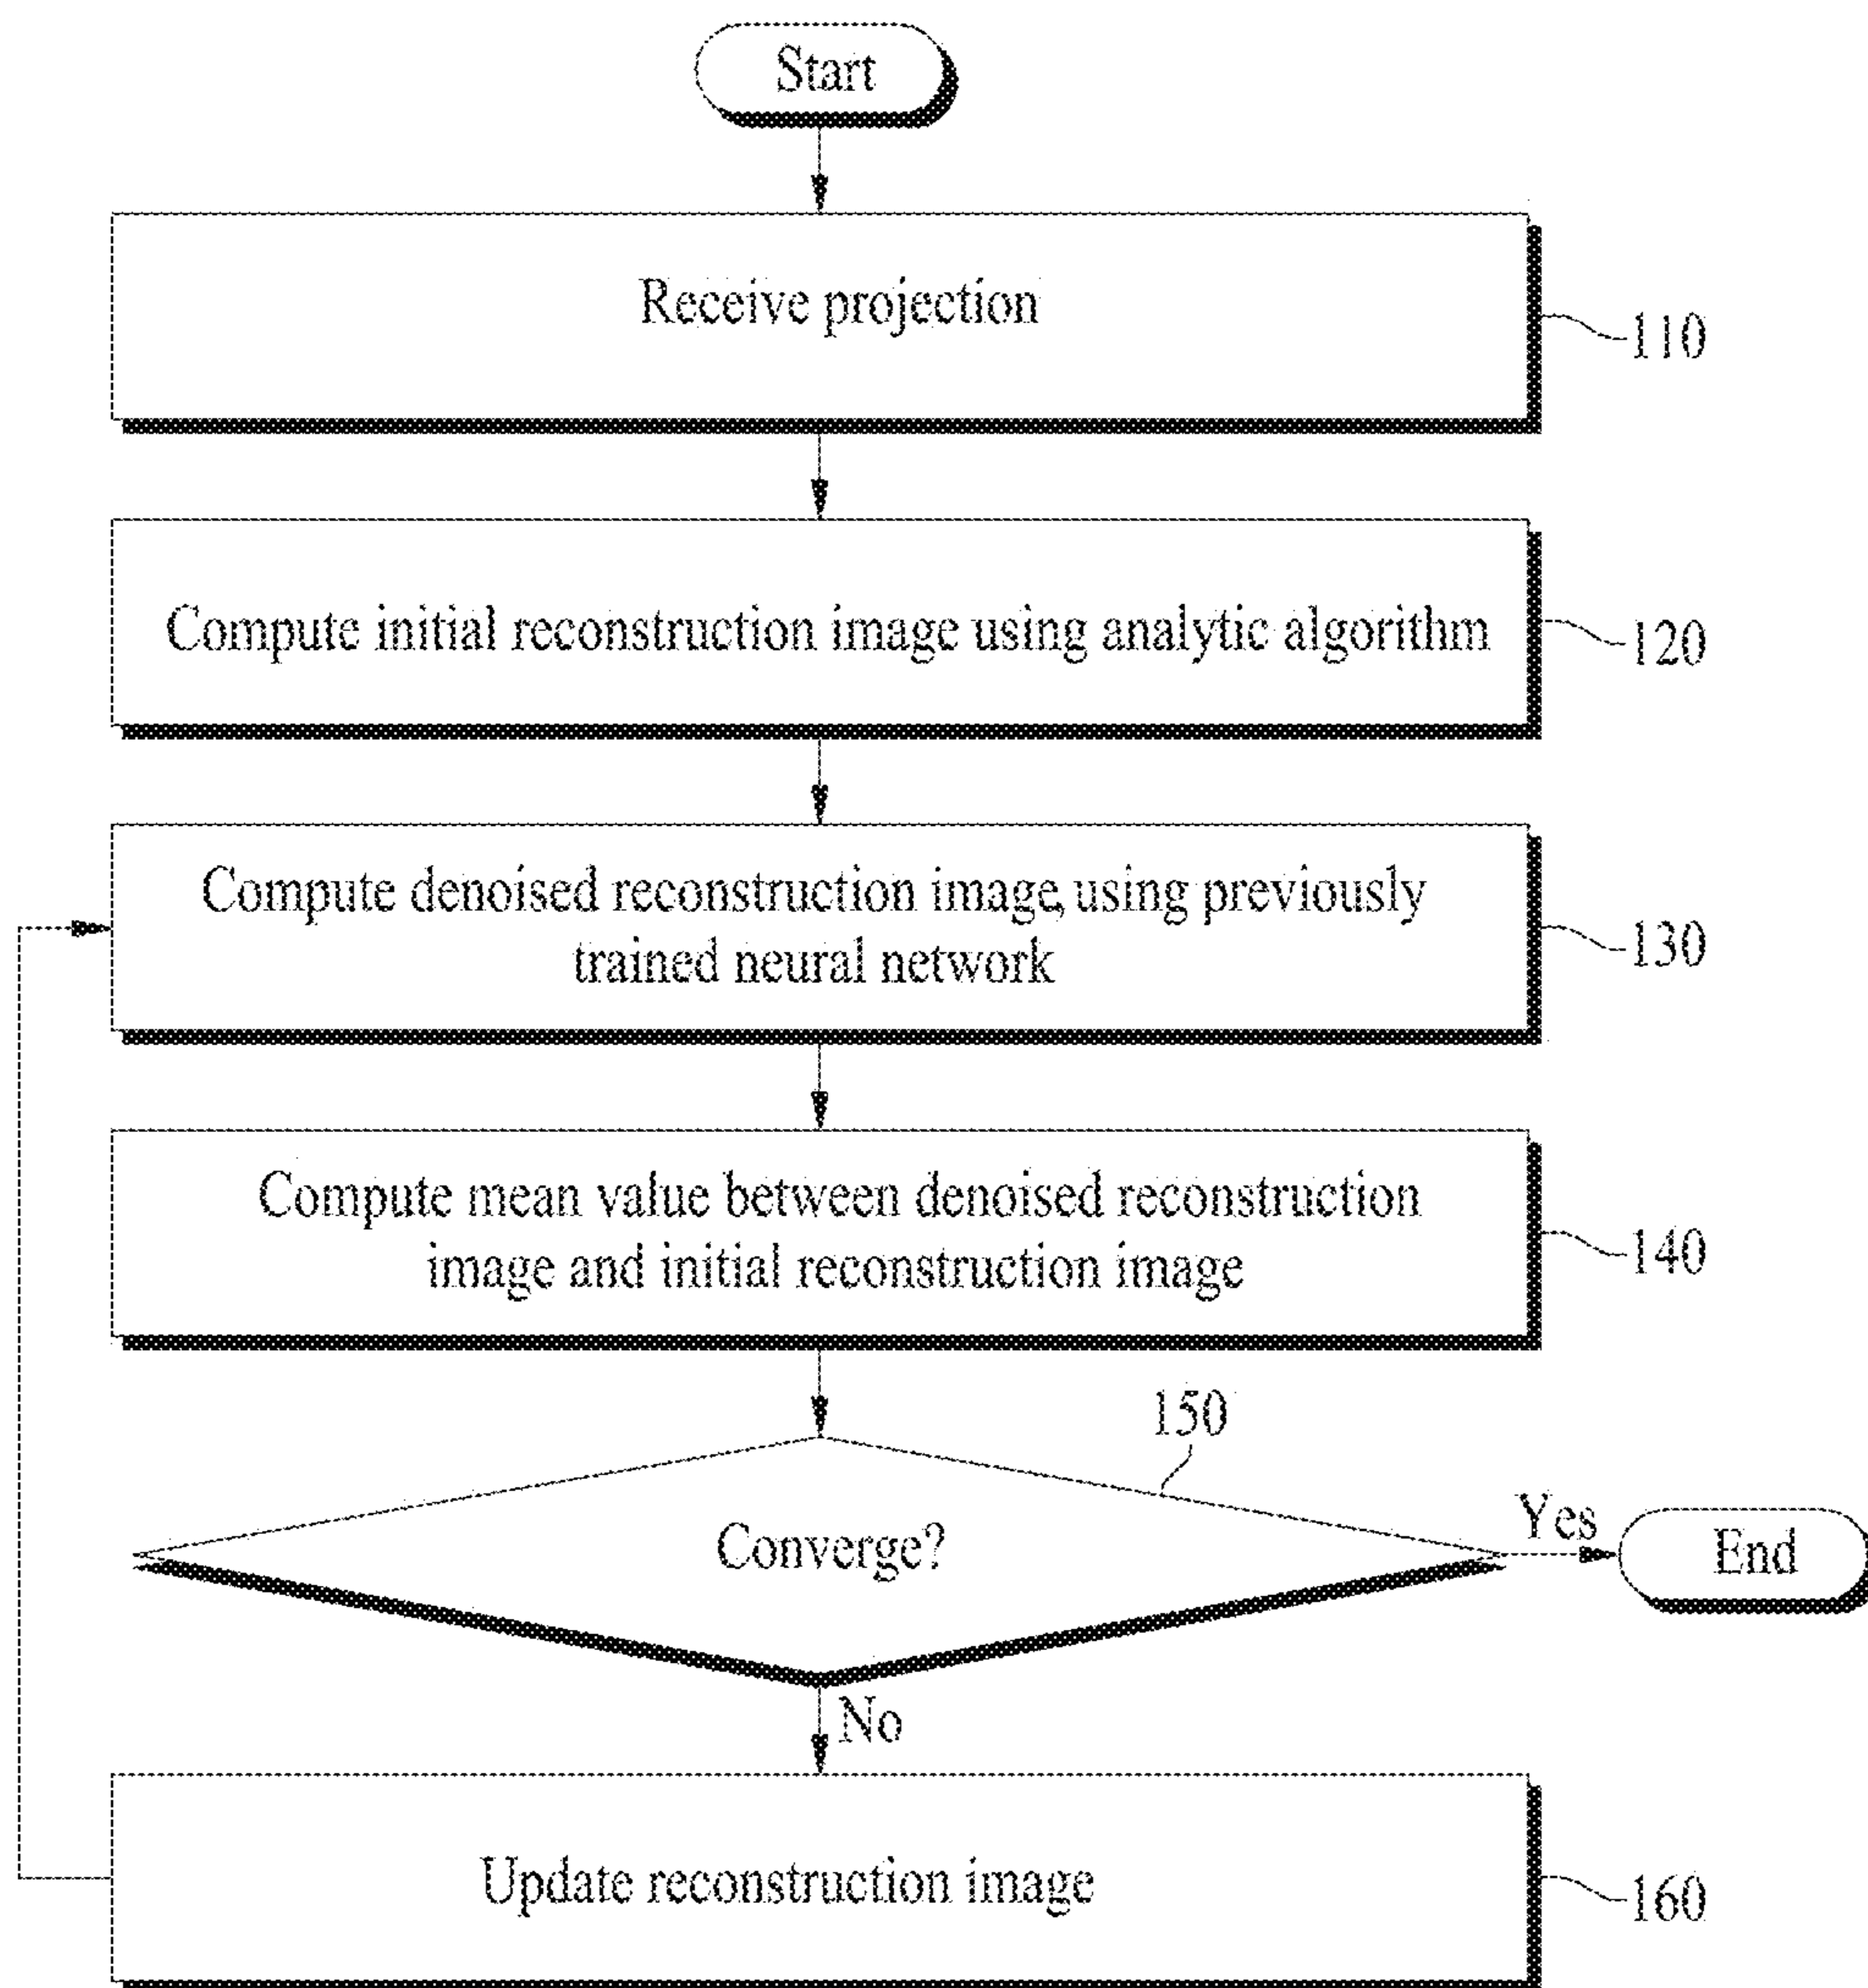 Start
Receive projection
110
Compute initial reconstruction image using analytic algorithm
120
Compute denoised reconstruction image, using previously
trained neural network
130
Compute mean value between denoised reconstruction
image and initial reconstruction image
140
150
Converge?
Yes
End
No
Update reconstruction image
160